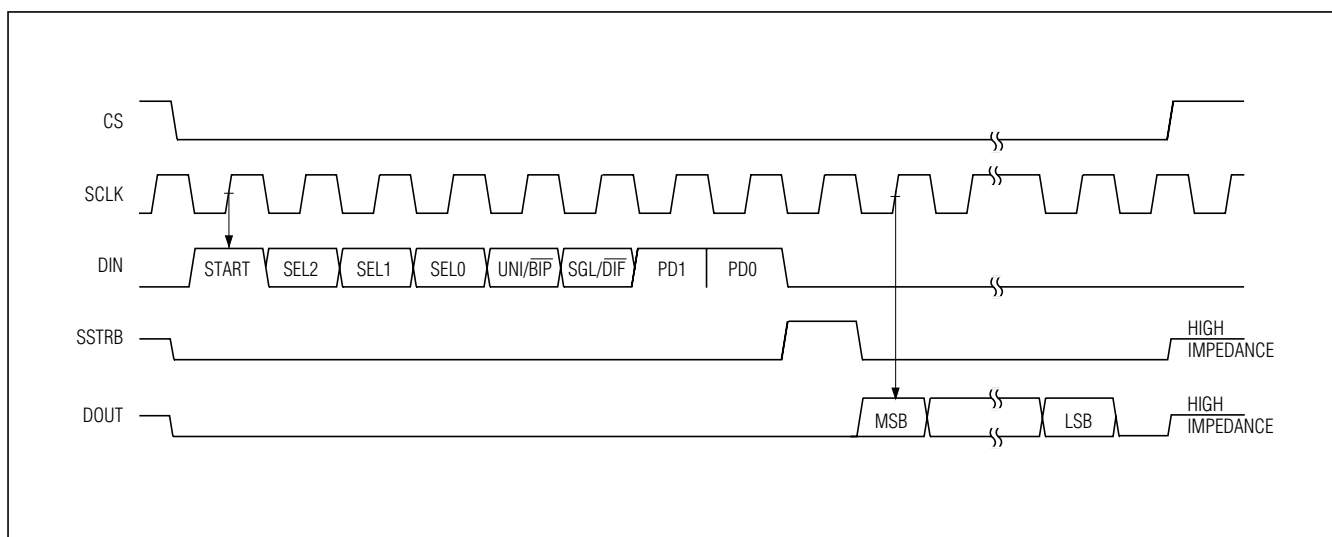 CS
SCLK
DIN
START SEL2 SEL1 SEL0 UNI/BIP SGL/DIF PD1 PD0
SSTRB
HIGH
IMPEDANCE
DOUT
MSB LSB
HIGH
IMPEDANCE